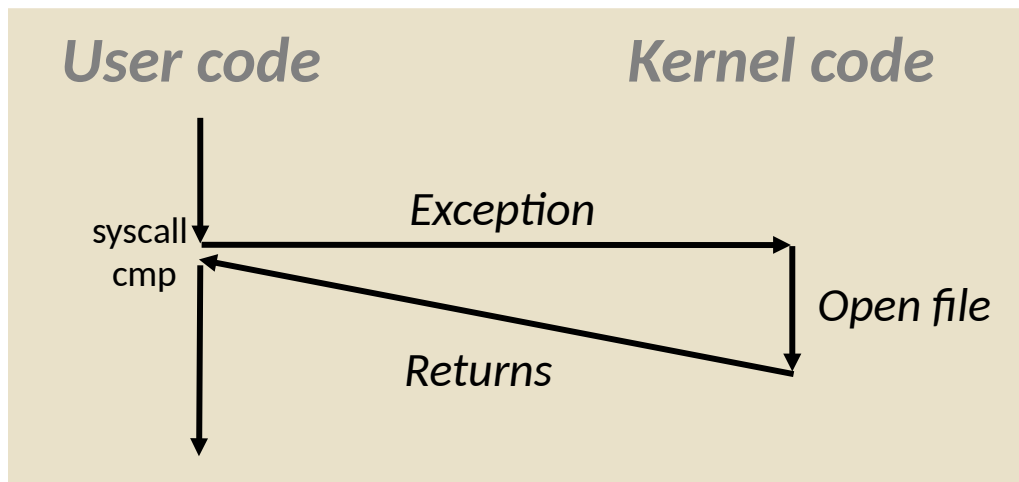 User code
Kernel code
Exception
syscall
cmp
Open file
Returns